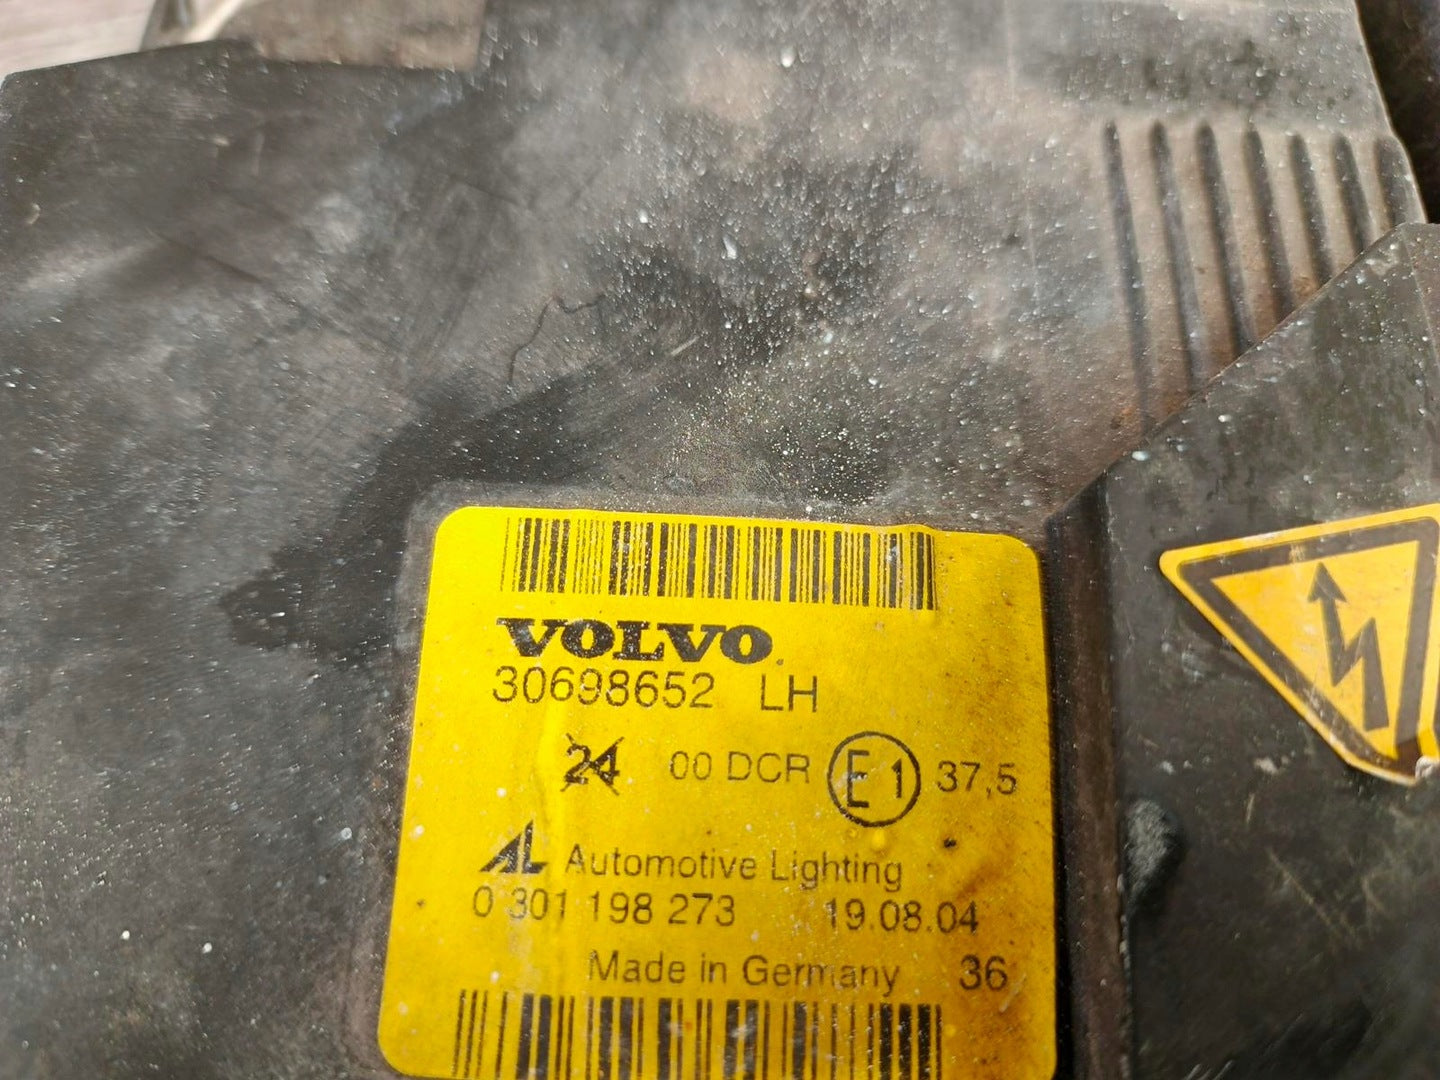 VOLVO
30698652 LH
24 00 DCR E1 37,5
AL Automotive Lighting
0 301 198 273 19.08.04
Made in Germany 36